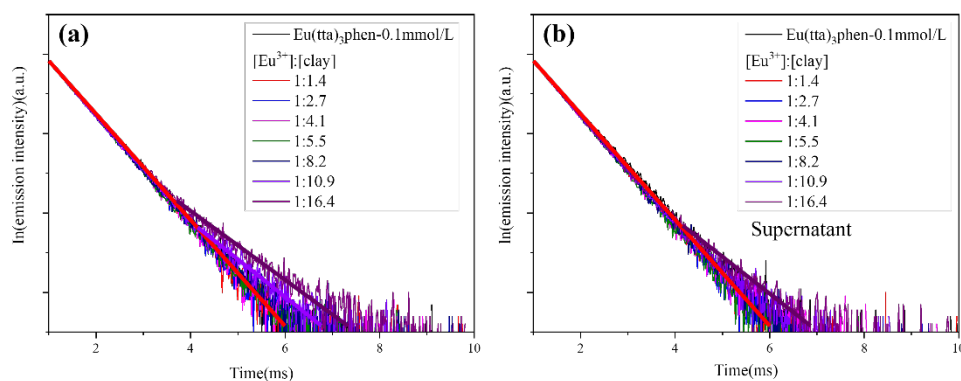 (a)
Eu(tta)₃phen-0.1mmol/L
[Eu³⁺]:[clay]
1:1.4
1:2.7
1:4.1
1:5.5
1:8.2
1:10.9
1:16.4
ln(emission intensity)(a.u.)
2 4 6 8 10
Time(ms)
(b)
Eu(tta)₃phen-0.1mmol/L
[Eu³⁺]:[clay]
1:1.4
1:2.7
1:4.1
1:5.5
1:8.2
1:10.9
1:16.4
Supernatant
ln(emission intensity)(a.u.)
2 4 6 8 10
Time(ms)